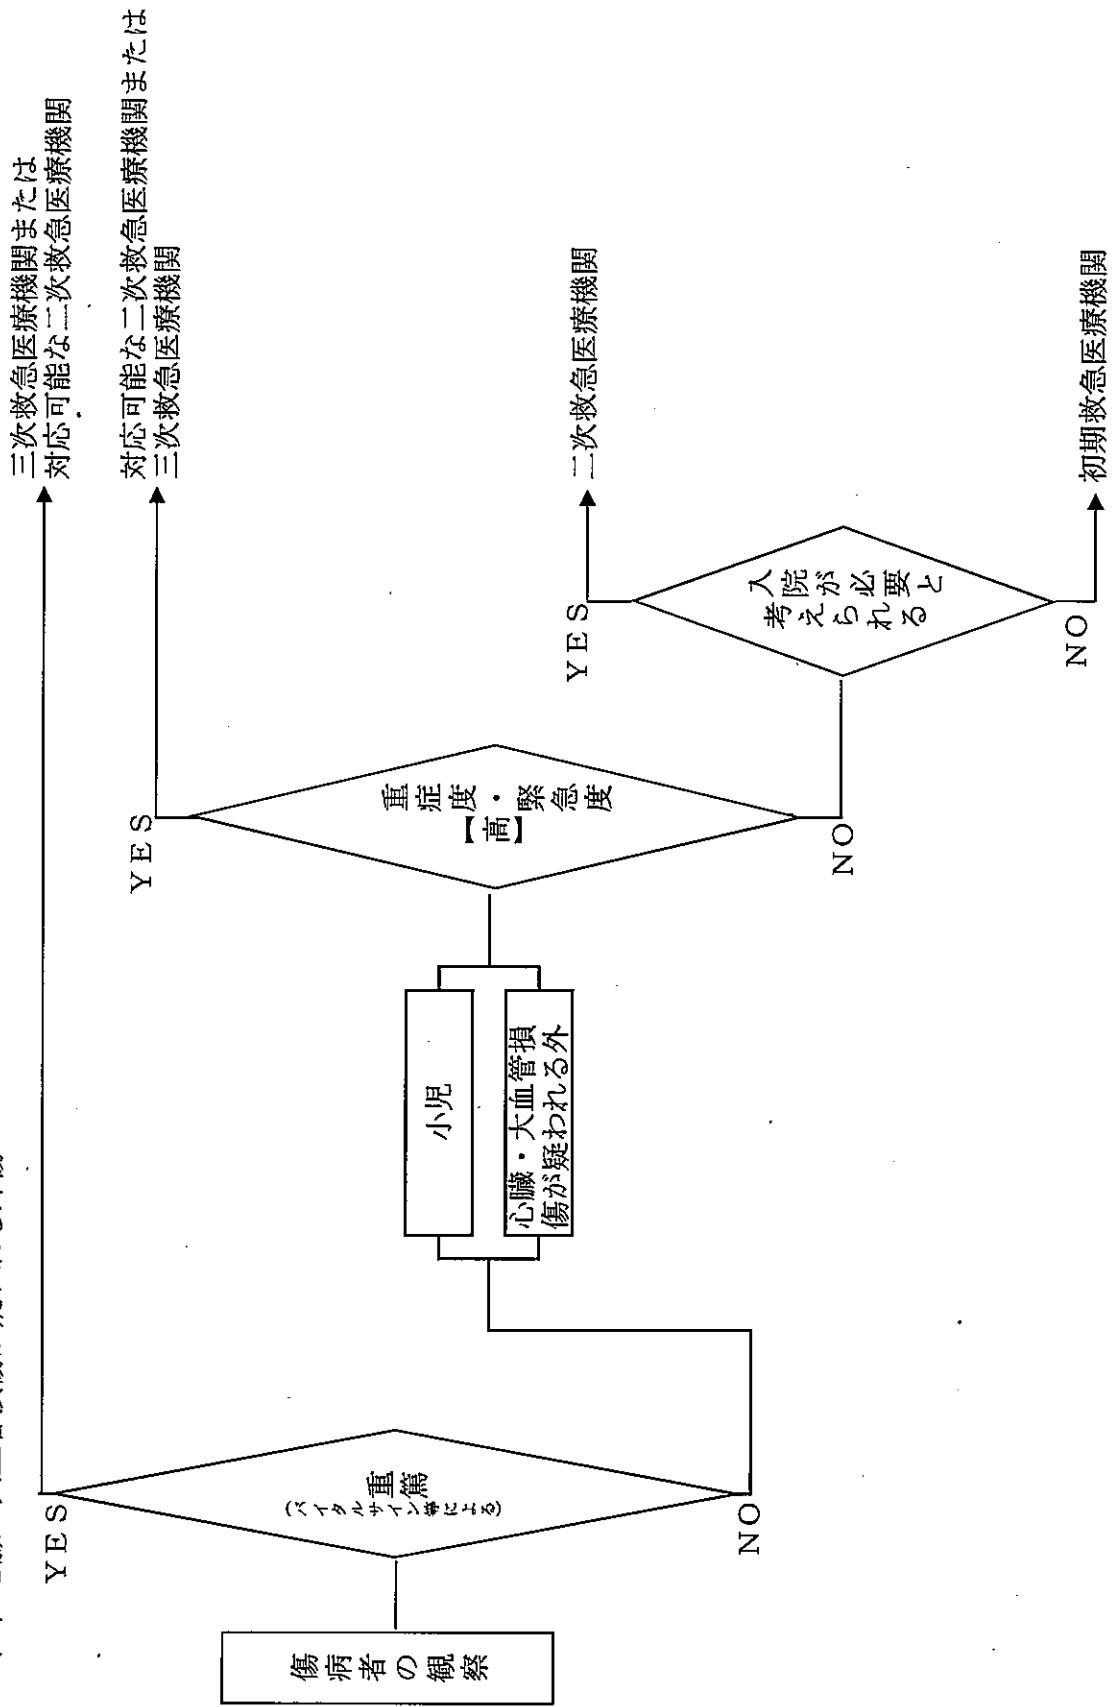 傷病者の観察
重篤
(バイタルサイン等による)
YES
NO
三次救急医療機関または
対応可能な二次救急医療機関
小児
心臓・大血管損
傷が疑われる外
重症度・緊急度
【高】
YES
NO
対応可能な二次救急医療機関または
三次救急医療機関
入院が必要と
考えられる
YES
NO
二次救急医療機関
初期救急医療機関